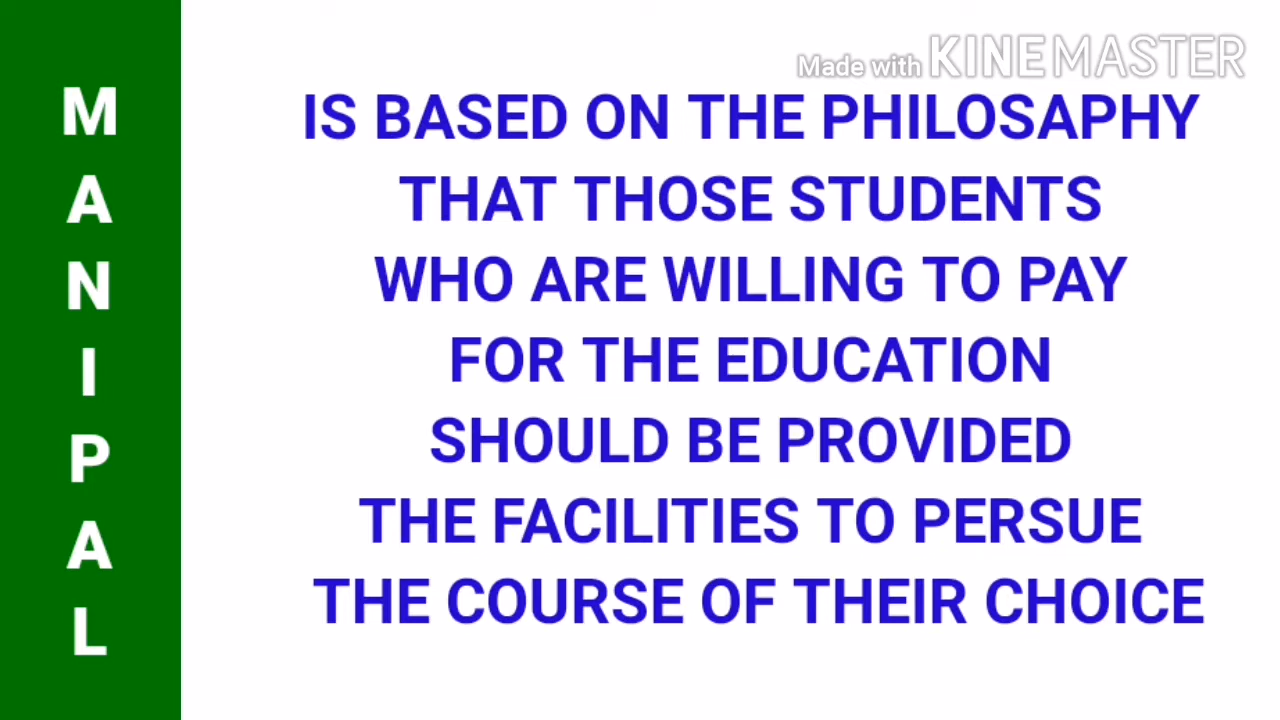 MANIPAL
Made with KINEMASTER
IS BASED ON THE PHILOSAPHY
THAT THOSE STUDENTS
WHO ARE WILLING TO PAY
FOR THE EDUCATION
SHOULD BE PROVIDED
THE FACILITIES TO PERSUE
THE COURSE OF THEIR CHOICE